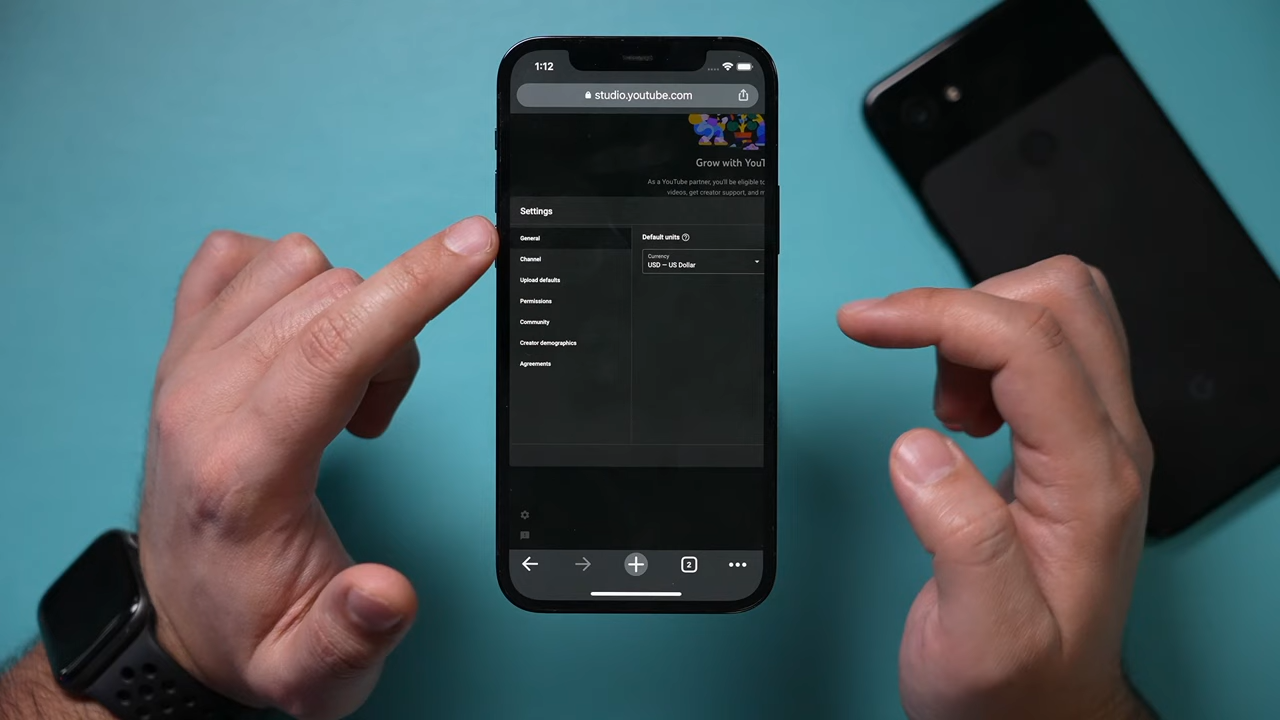 1:12
studio.youtube.com
Grow with YouT
As a YouTube partner, you'll be eligible to
videos, get creator support, and m
Settings
General
Channel
Upload defaults
Permissions
Community
Creator demographics
Agreements
Default units
Currency
USD – US Dollar
2